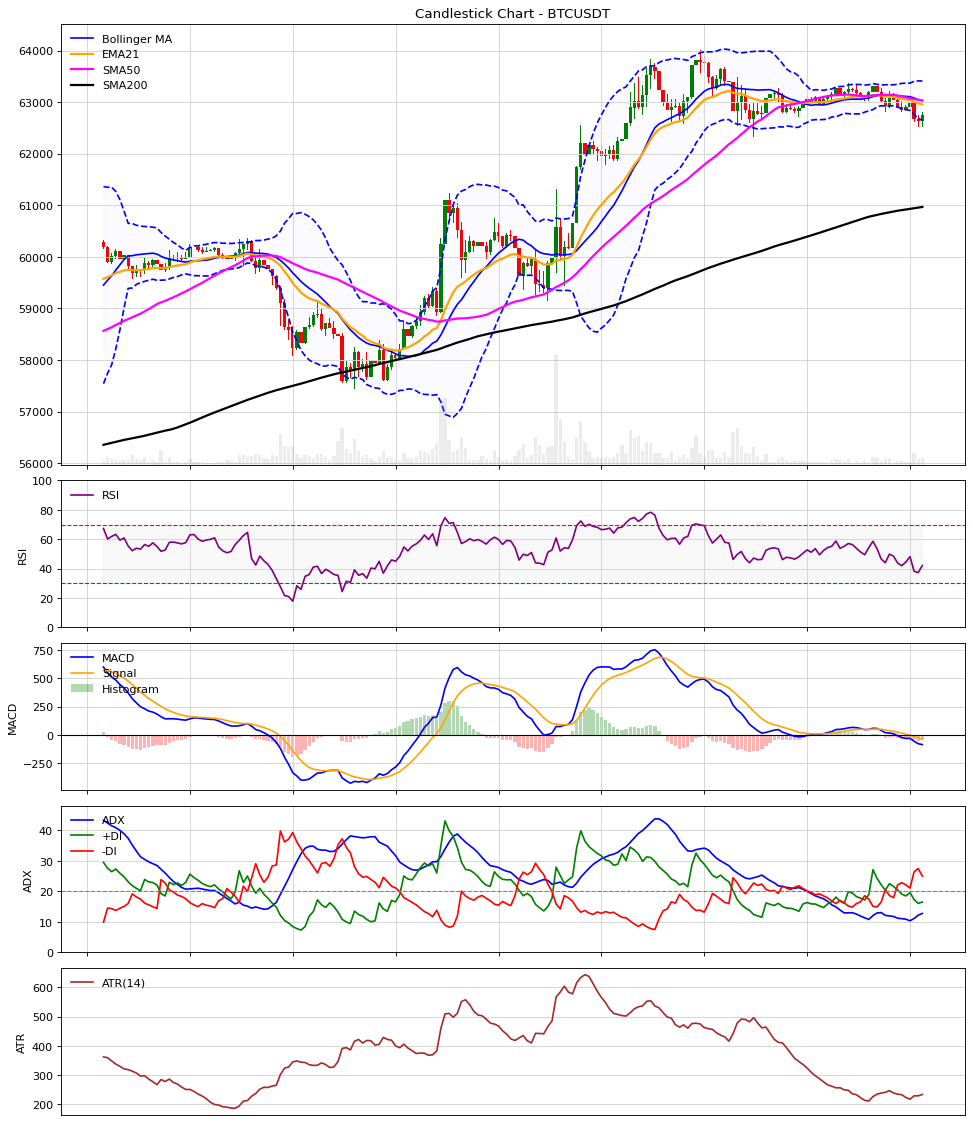 Candlestick Chart - BTCUSDT
Bollinger MA
EMA21
SMA50
SMA200
64000
63000
62000
61000
60000
59000
58000
57000
56000
RSI
RSI
100
80
60
40
20
0
MACD
Signal
Histogram
MACD
750
500
250
0
−250
ADX
+DI
-DI
ADX
40
30
20
10
0
ATR(14)
ATR
600
500
400
300
200